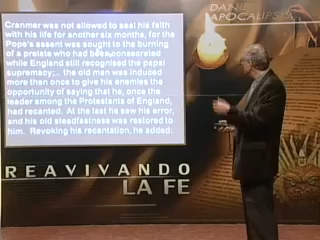 Cranmer was not allowed to seal his faith
with his life for another six months, for the
Pope's assent was sought to the burning
of a prelate who had been consecrated
while England still recognised the papal
supremacy;.. the old man was induced
more than once to give his enemies the
opportunity of saying that he, once the
leader among the Protestants of England,
had recanted. At the last he saw his error,
and his old steadfastness was restored to
him. Revoking his recantation, he added:
DANIE
APOCALIPSIS
REAVIVANDO
LA FE